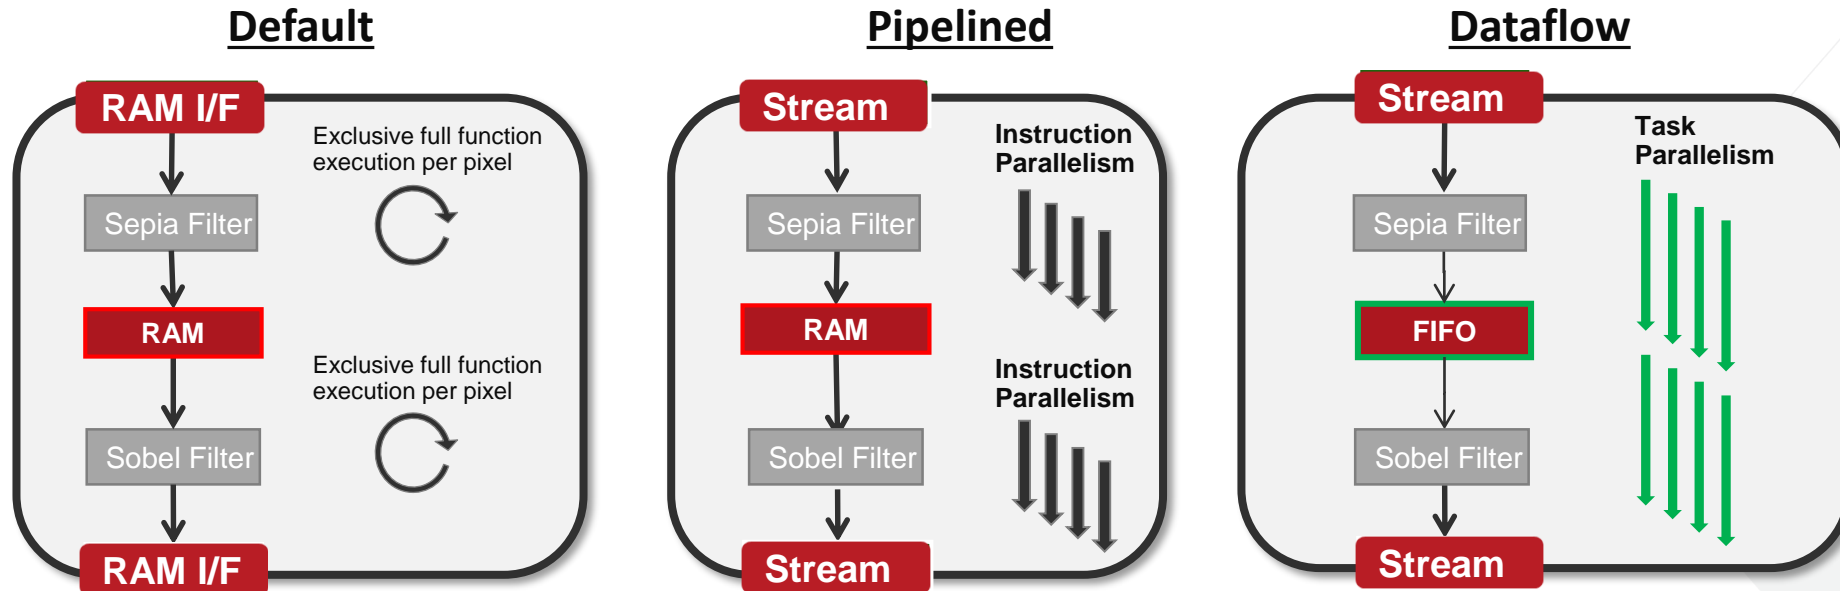 Default
RAM I/F
Exclusive full function
execution per pixel
Sepia Filter
RAM
Exclusive full function
execution per pixel
Sobel Filter
RAM I/F
Pipelined
Stream
Instruction
Parallelism
Sepia Filter
RAM
Instruction
Parallelism
Sobel Filter
Stream
Dataflow
Stream
Task
Parallelism
Sepia Filter
FIFO
Sobel Filter
Stream